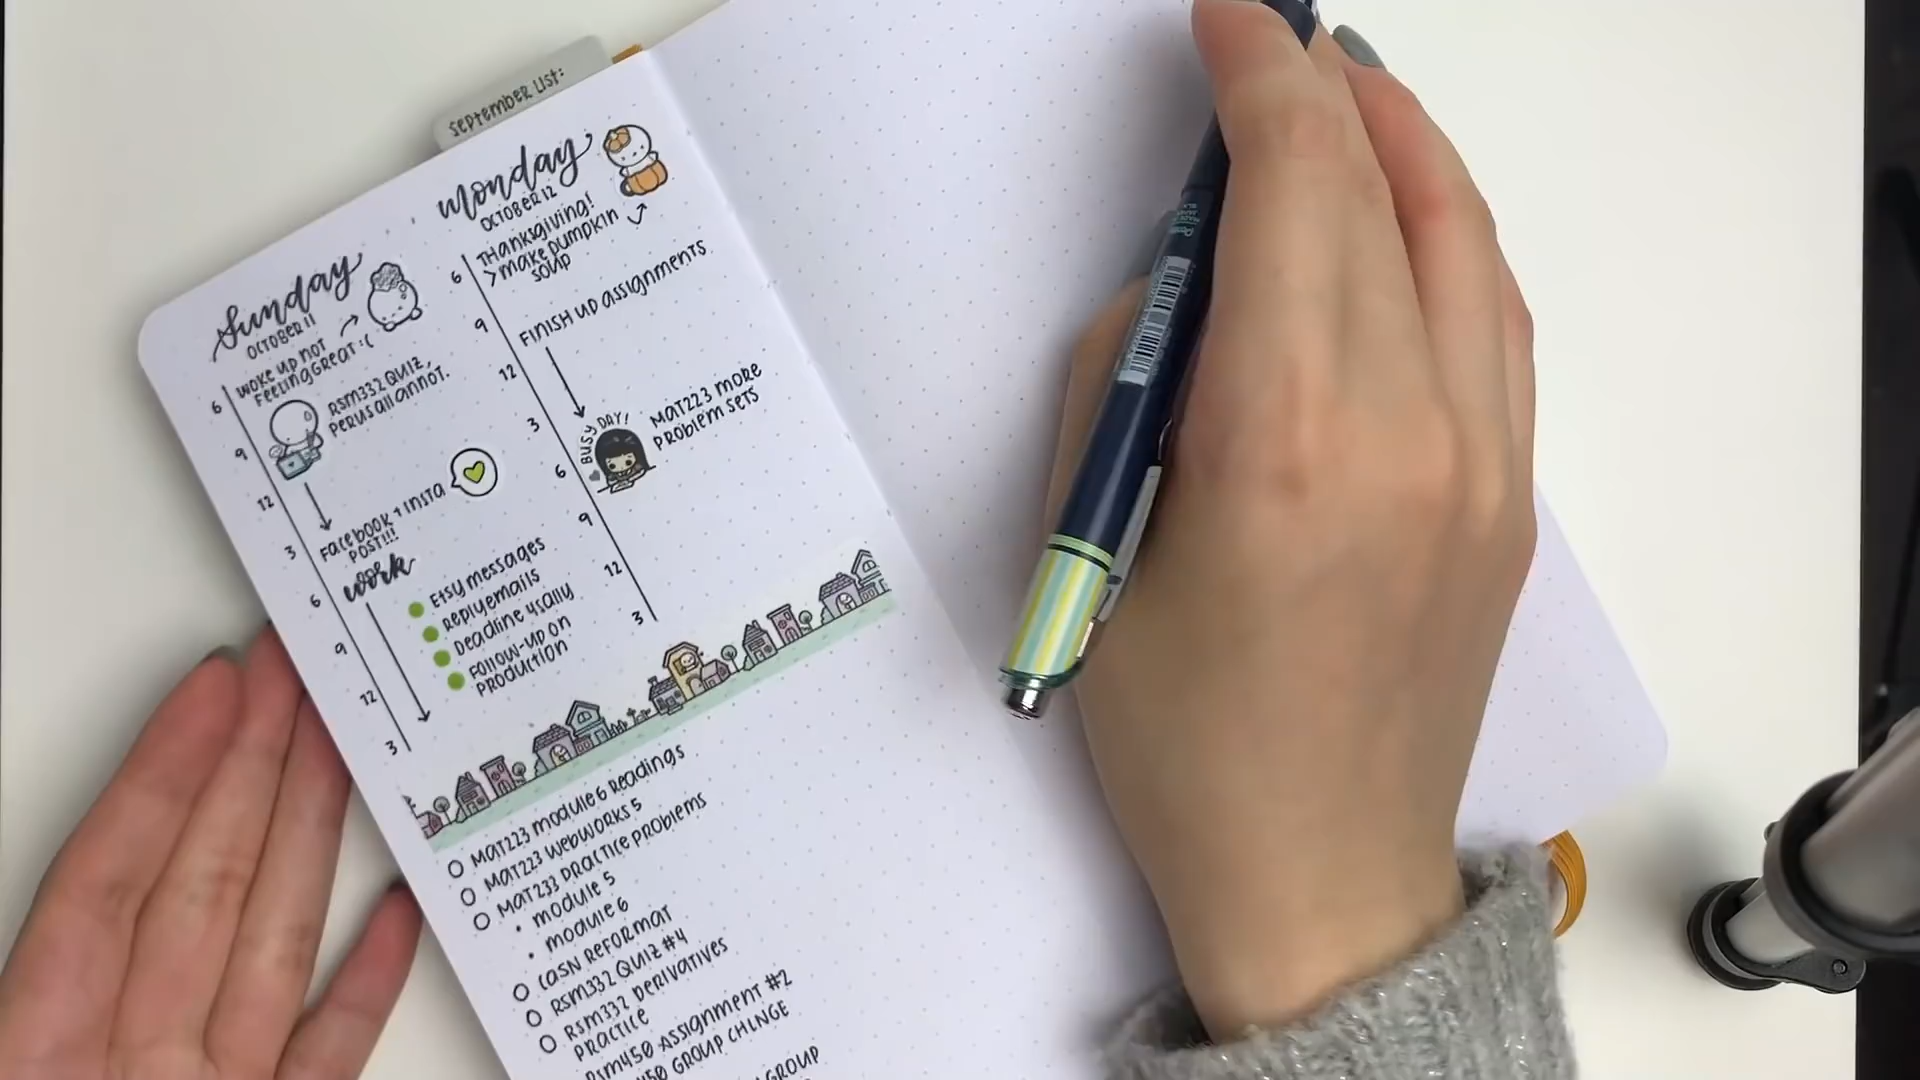 September List:
Sunday
October 11
woke up not
feeling great :(
6
9
12
3
6
9
12
3
RSM332 QUIZ,
Perusall annot.
Facebook + insta
post!!!
work
Etsy messages
Reply emails
Deadline 4sally
Follow-up on
production
Monday
October 12
Thanksgiving!
> make pumpkin
soup
6
9
12
3
6
9
12
3
Finish up assignments
BUSY DAY!
MAT223 more
problem sets
MAT223 module 6 Readings
MAT223 webworks 5
MAT233 practice problems
• module 5
• module 6
CASN Reformat
RSM332 QUIZ #4
RSM332 Derivatives
practice
RSM450 Assignment #2
450 Group CHLNGE
GROUP